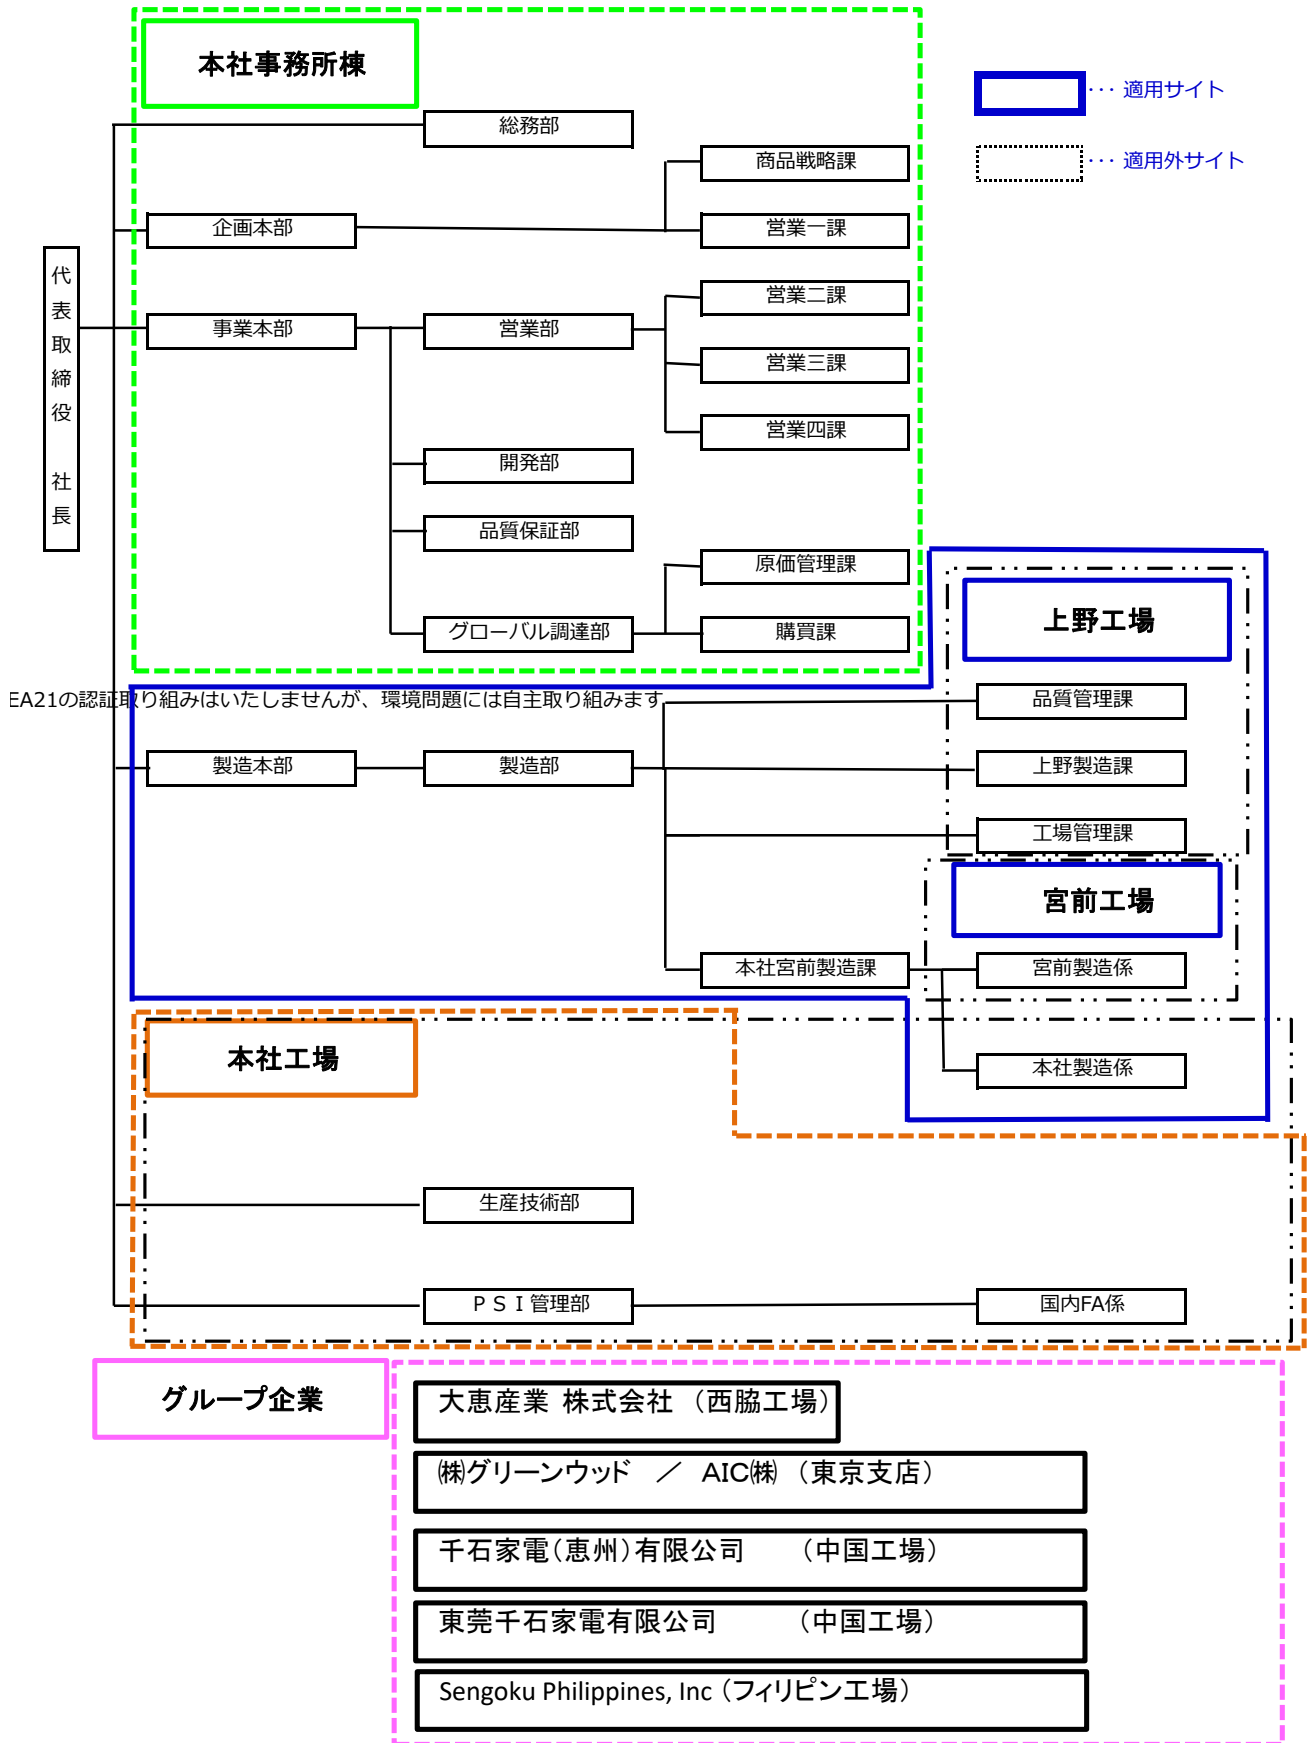 本社事務所棟
･･･ 適用サイト
総務部
商品戦略課
･･･ 適用外サイト
企画本部
営業一課
代表取締役 社長
営業二課
事業本部
営業部
営業三課
営業四課
開発部
品質保証部
原価管理課
グローバル調達部
購買課
上野工場
EA21の認証取り組みはいたしませんが、環境問題には自主取り組みます
品質管理課
製造本部
製造部
上野製造課
工場管理課
宮前工場
本社宮前製造課
宮前製造係
本社工場
本社製造係
生産技術部
ＰＳＩ管理部
国内FA係
グループ企業
大恵産業 株式会社 （西脇工場）
㈱グリーンウッド ／ AIC㈱ （東京支店）
千石家電（恵州）有限公司 （中国工場）
東莞千石家電有限公司 （中国工場）
Sengoku Philippines, Inc（フィリピン工場）